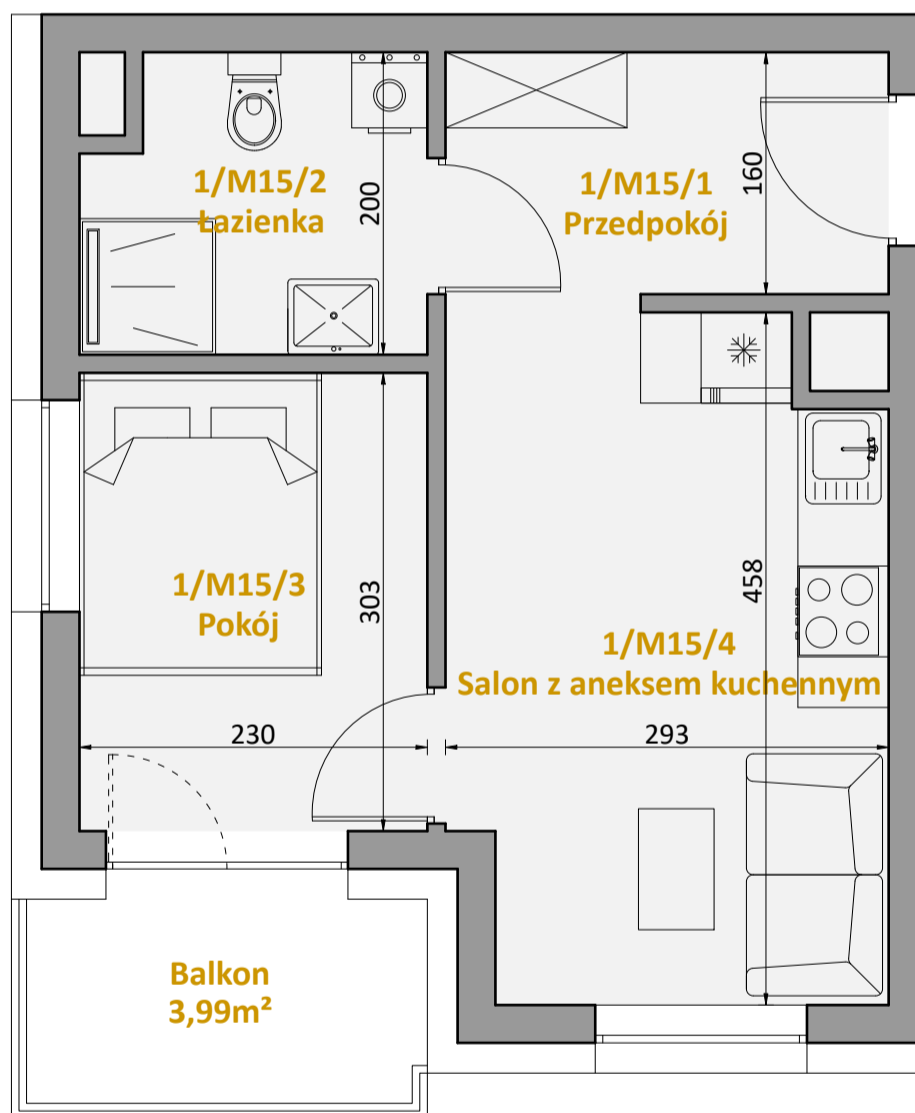 1/M15/2
Łazienka
200
1/M15/1
Przedpokój
160
1/M15/3
Pokój
303
230
458
1/M15/4
Salon z aneksem kuchennym
293
Balkon
3,99m²